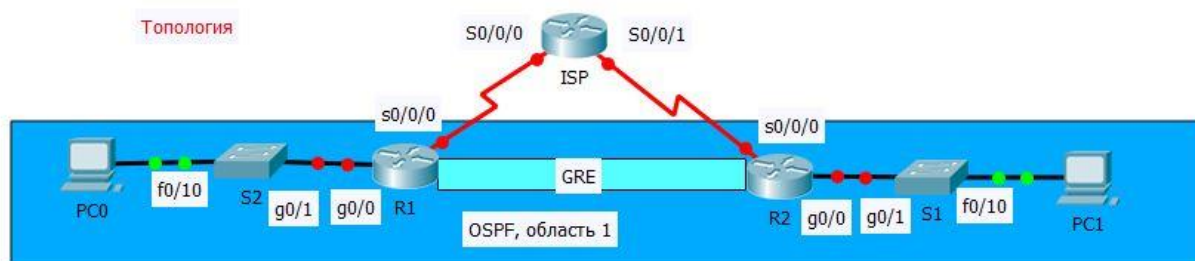 Топология
S0/0/0
S0/0/1
ISP
s0/0/0
s0/0/0
PC0
f0/10
S2
g0/1
g0/0
R1
GRE
R2
g0/0
g0/1
S1
f0/10
PC1
OSPF, область 1